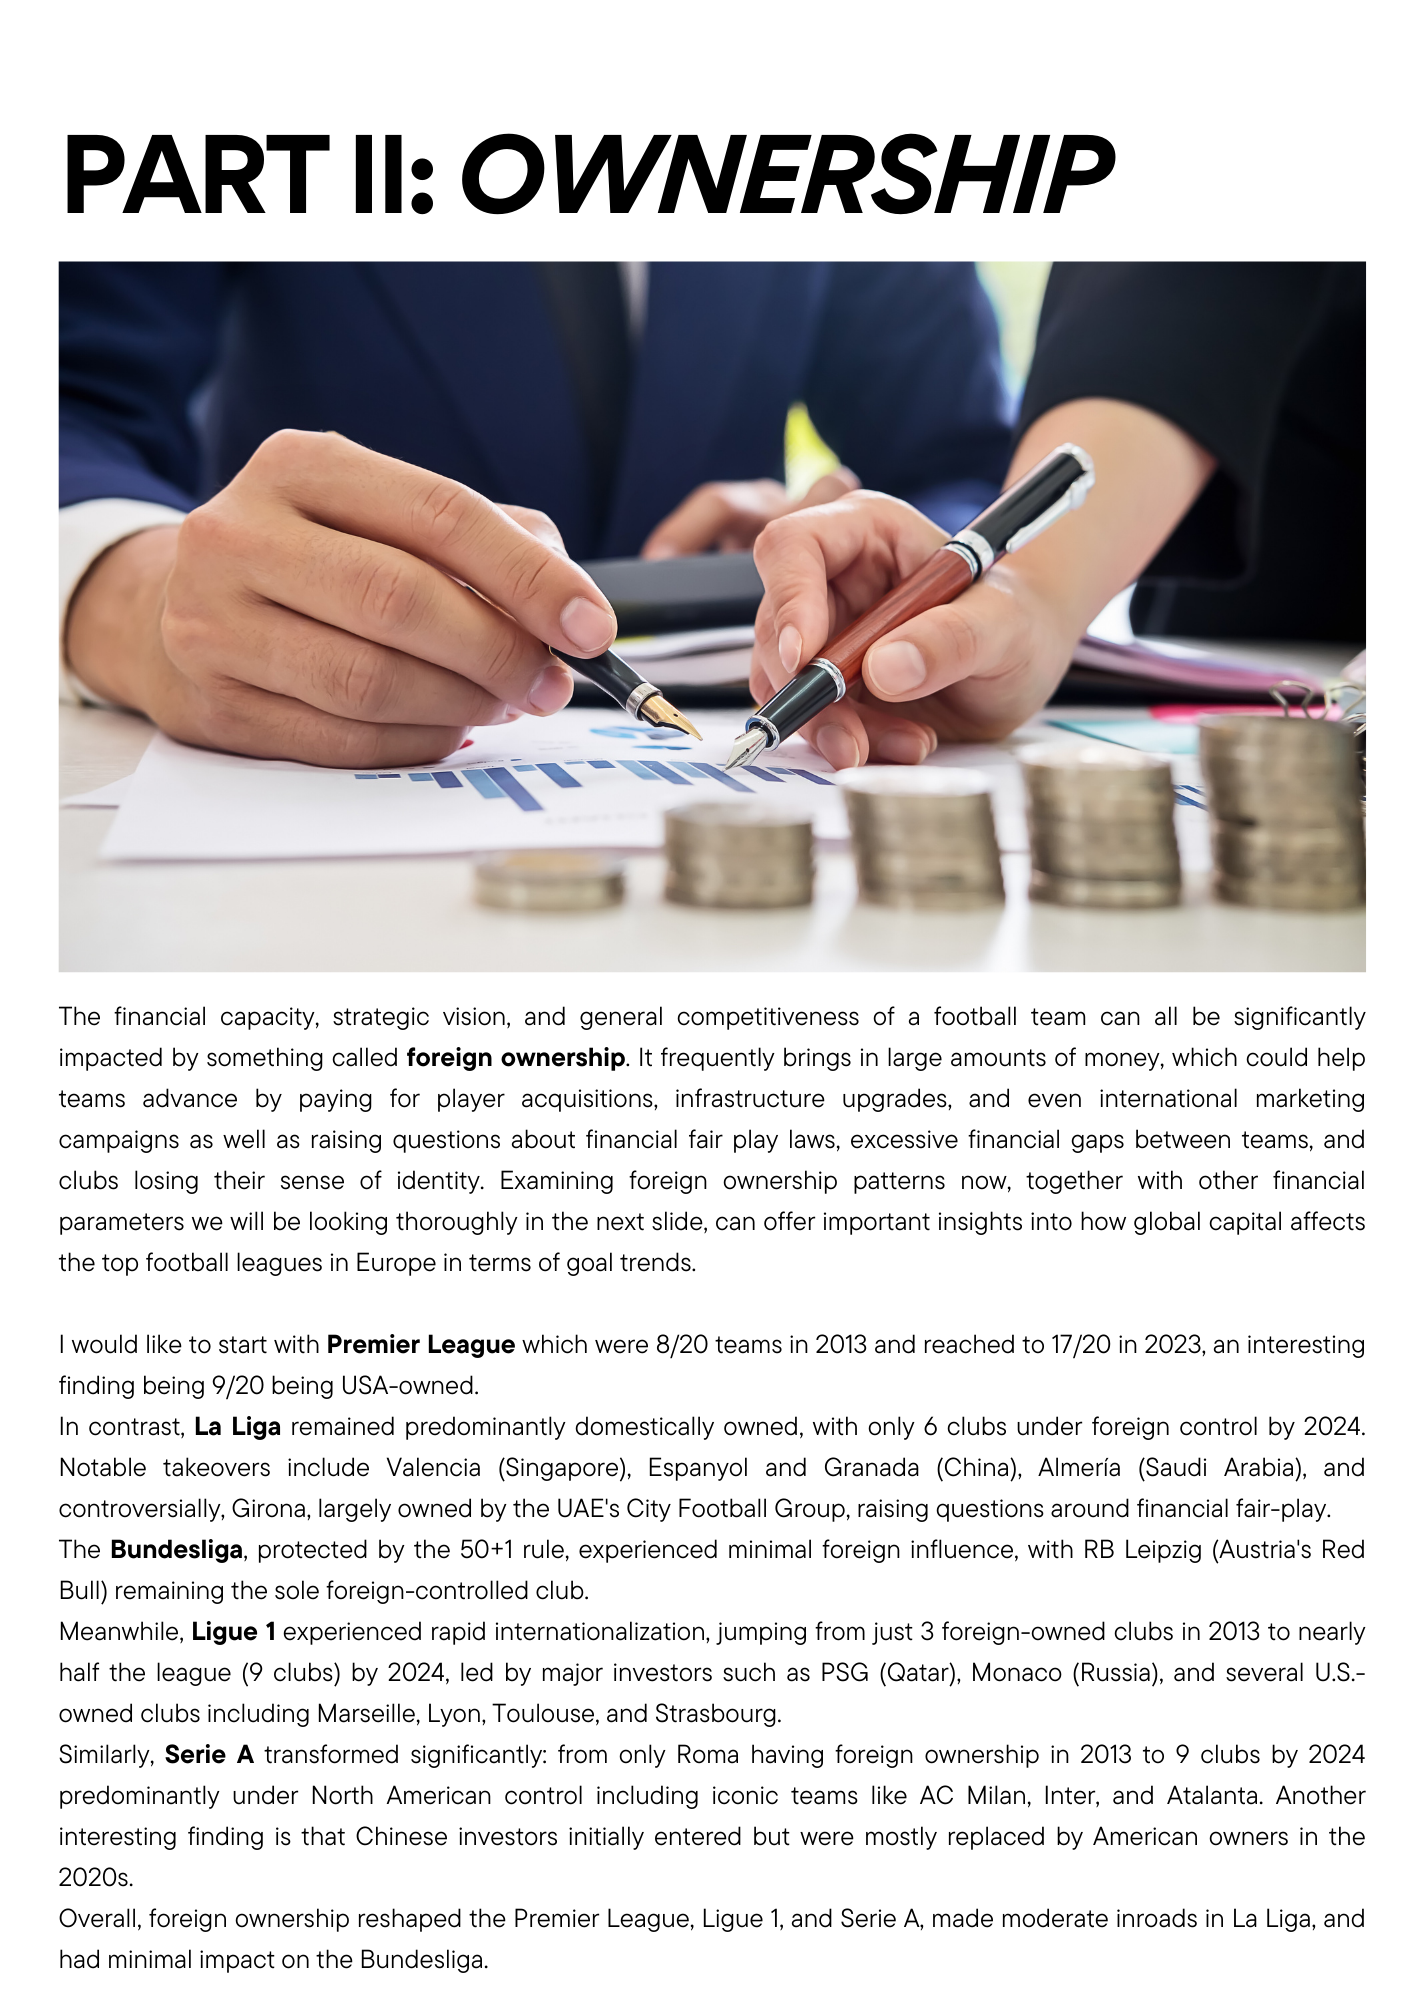 PART II: OWNERSHIP
The financial capacity, strategic vision, and general competitiveness of a football team can all be significantly
impacted by something called foreign ownership. It frequently brings in large amounts of money, which could help
teams advance by paying for player acquisitions, infrastructure upgrades, and even international marketing
campaigns as well as raising questions about financial fair play laws, excessive financial gaps between teams, and
clubs losing their sense of identity. Examining foreign ownership patterns now, together with other financial
parameters we will be looking thoroughly in the next slide, can offer important insights into how global capital affects
the top football leagues in Europe in terms of goal trends.
I would like to start with Premier League which were 8/20 teams in 2013 and reached to 17/20 in 2023, an interesting
finding being 9/20 being USA-owned.
In contrast, La Liga remained predominantly domestically owned, with only 6 clubs under foreign control by 2024.
Notable takeovers include Valencia (Singapore), Espanyol and Granada (China), Almería (Saudi Arabia), and
controversially, Girona, largely owned by the UAE's City Football Group, raising questions around financial fair-play.
The Bundesliga, protected by the 50+1 rule, experienced minimal foreign influence, with RB Leipzig (Austria's Red
Bull) remaining the sole foreign-controlled club.
Meanwhile, Ligue 1 experienced rapid internationalization, jumping from just 3 foreign-owned clubs in 2013 to nearly
half the league (9 clubs) by 2024, led by major investors such as PSG (Qatar), Monaco (Russia), and several U.S.-
owned clubs including Marseille, Lyon, Toulouse, and Strasbourg.
Similarly, Serie A transformed significantly: from only Roma having foreign ownership in 2013 to 9 clubs by 2024
predominantly under North American control including iconic teams like AC Milan, Inter, and Atalanta. Another
interesting finding is that Chinese investors initially entered but were mostly replaced by American owners in the
2020s.
Overall, foreign ownership reshaped the Premier League, Ligue 1, and Serie A, made moderate inroads in La Liga, and
had minimal impact on the Bundesliga.